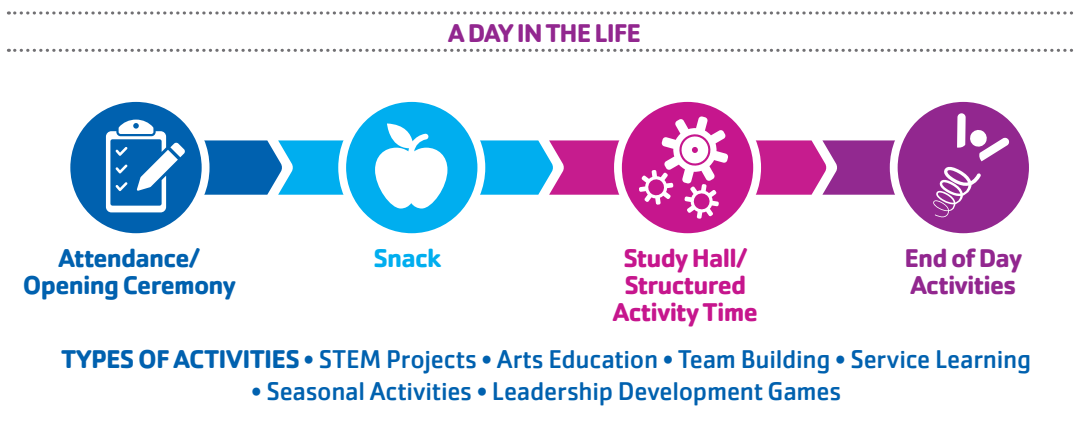 A DAY IN THE LIFE
Attendance/
Opening Ceremony
Snack
Study Hall/
Structured
Activity Time
End of Day
Activities
TYPES OF ACTIVITIES • STEM Projects • Arts Education • Team Building • Service Learning
• Seasonal Activities • Leadership Development Games